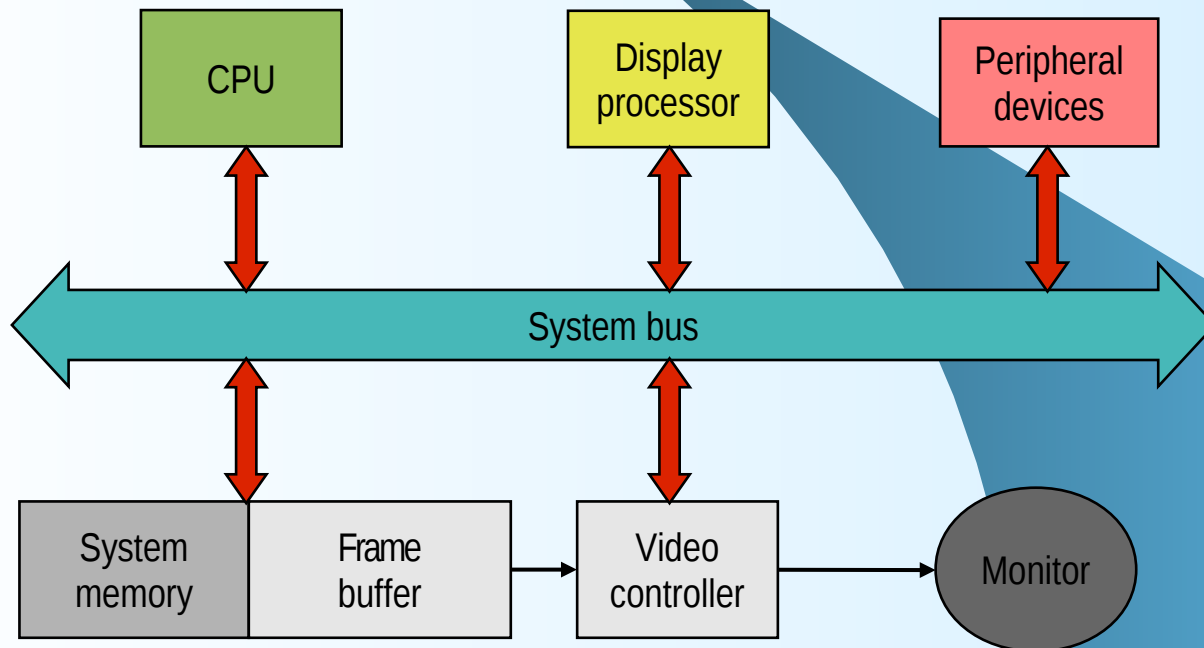 CPU
Display
processor
Peripheral
devices
System bus
System
memory
Frame
buffer
Video
controller
Monitor